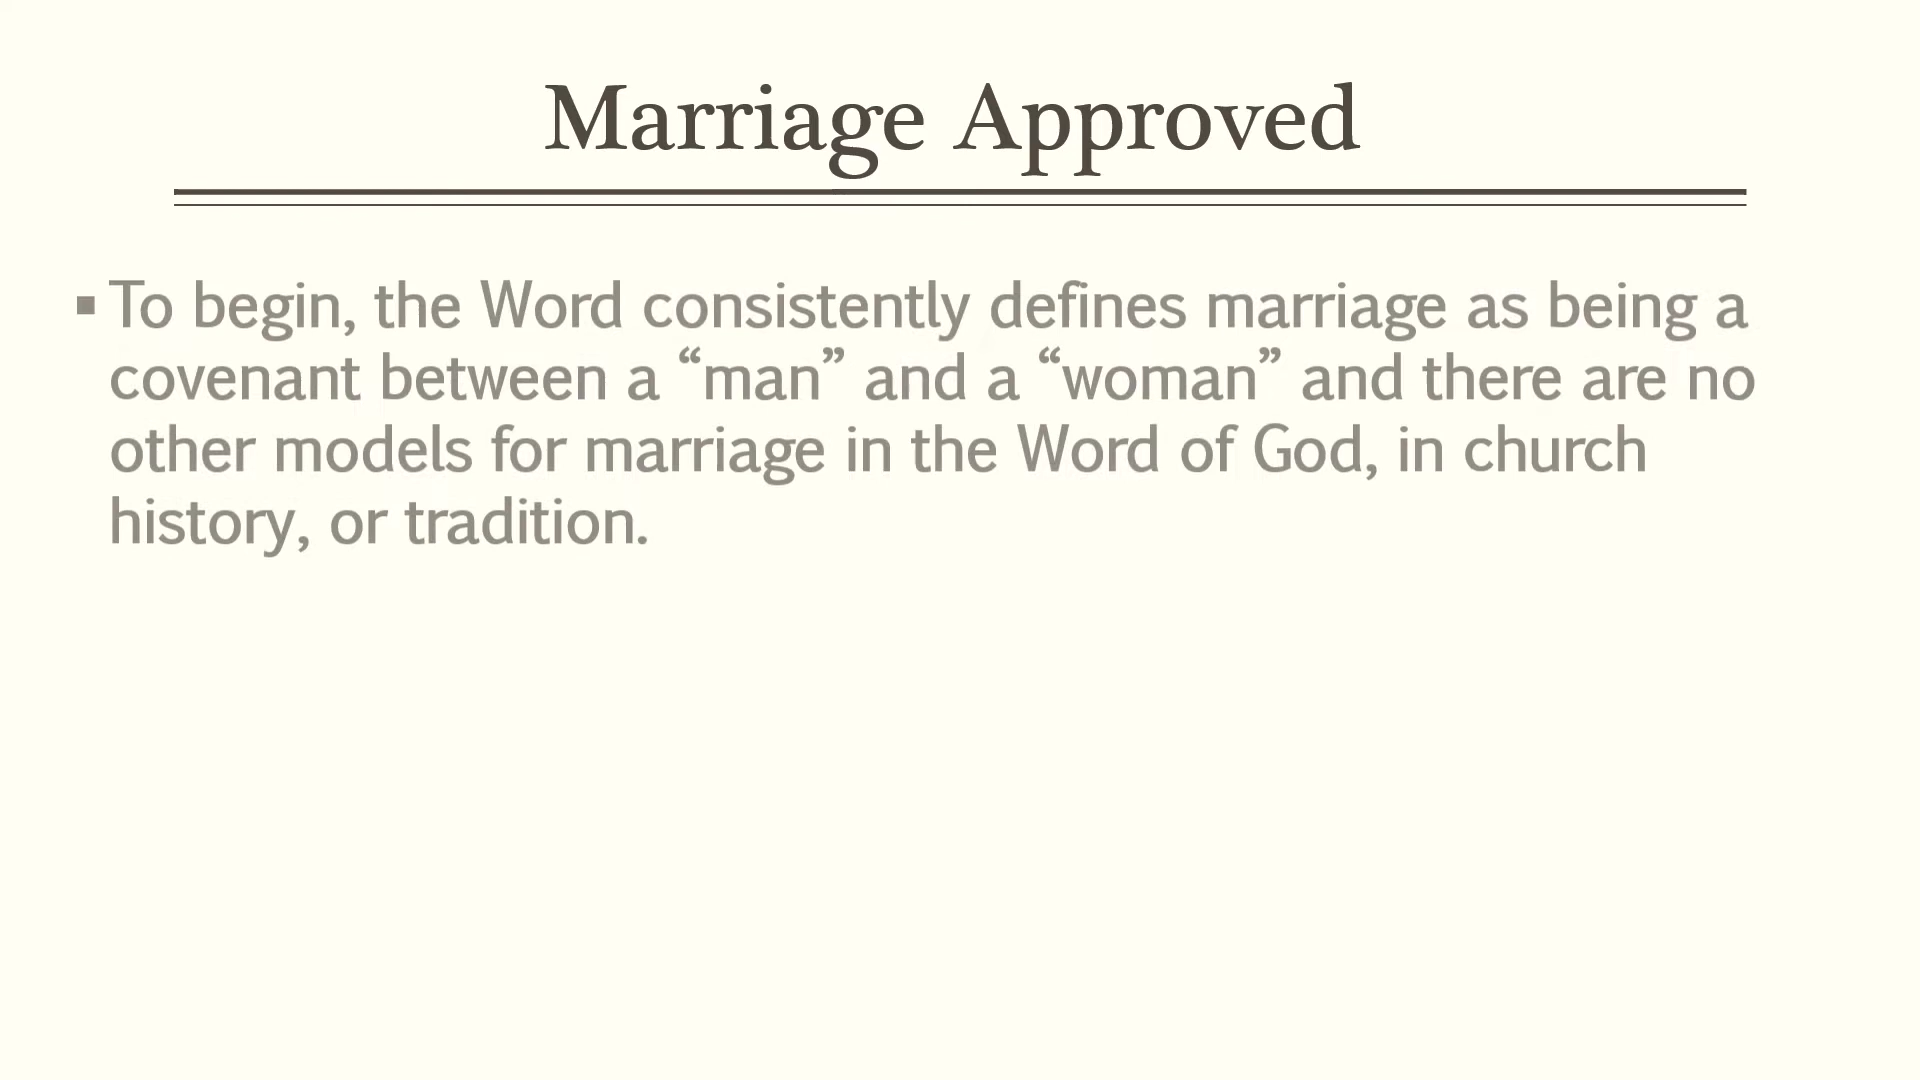 Marriage Approved
▪ To begin, the Word consistently defines marriage as being a
covenant between a “man” and a “woman” and there are no
other models for marriage in the Word of God, in church
history, or tradition.